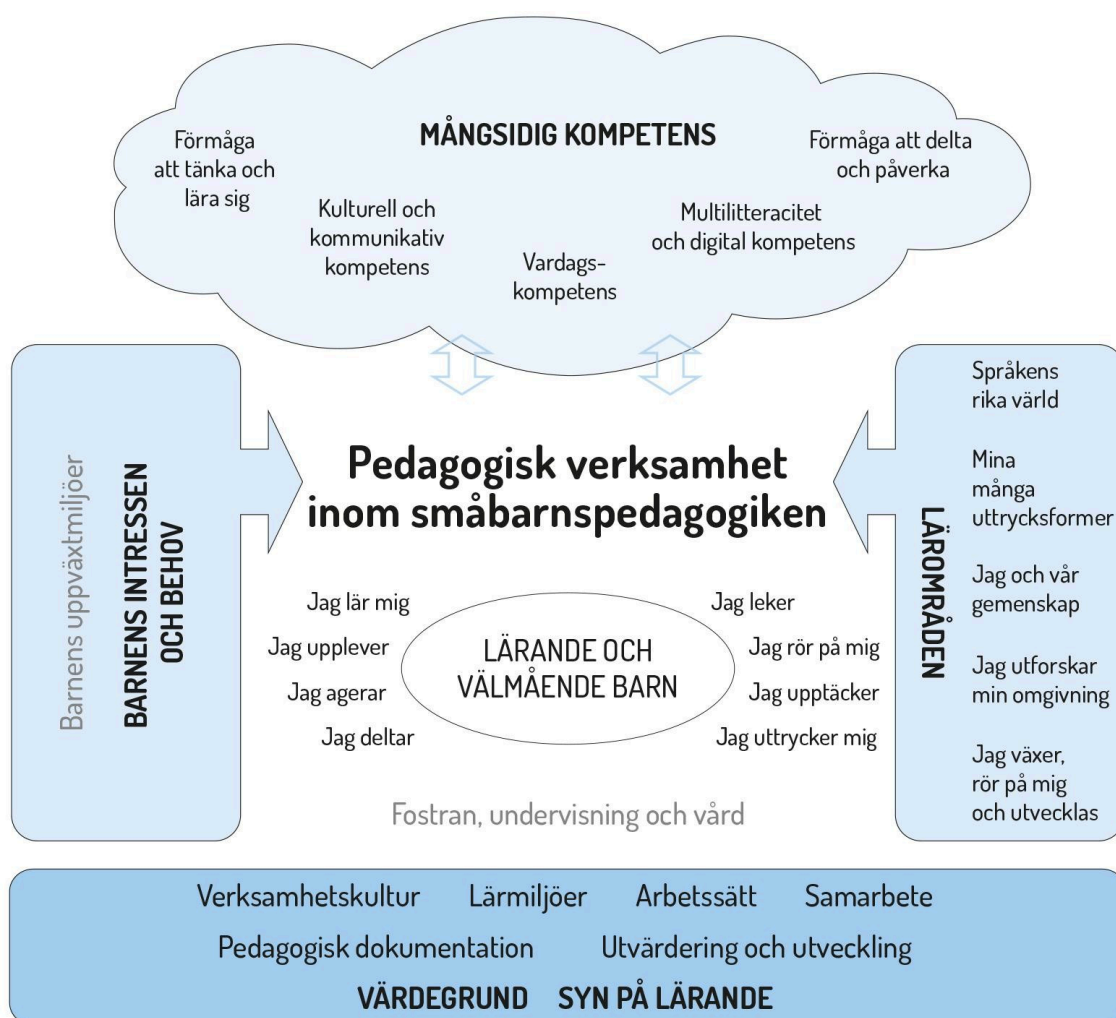 MÅNGSIDIG KOMPETENS
Förmåga
att tänka och
lära sig
Kulturell och
kommunikativ
kompetens
Vardags-
kompetens
Multilitteracitet
och digital kompetens
Förmåga att delta
och påverka
Barnens uppväxtmiljöer
BARNENS INTRESSEN
OCH BEHOV
Pedagogisk verksamhet
inom småbarnspedagogiken
Jag lär mig
Jag upplever
Jag agerar
Jag deltar
LÄRANDE OCH
VÄLMÅENDE BARN
Jag leker
Jag rör på mig
Jag upptäcker
Jag uttrycker mig
Fostran, undervisning och vård
LÄROMRÅDEN
Språkens
rika värld
Mina
många
uttrycksformer
Jag och vår
gemenskap
Jag utforskar
min omgivning
Jag växer,
rör på mig
och utvecklas
Verksamhetskultur Lärmiljöer Arbetssätt Samarbete
Pedagogisk dokumentation Utvärdering och utveckling
VÄRDEGRUND SYN PÅ LÄRANDE